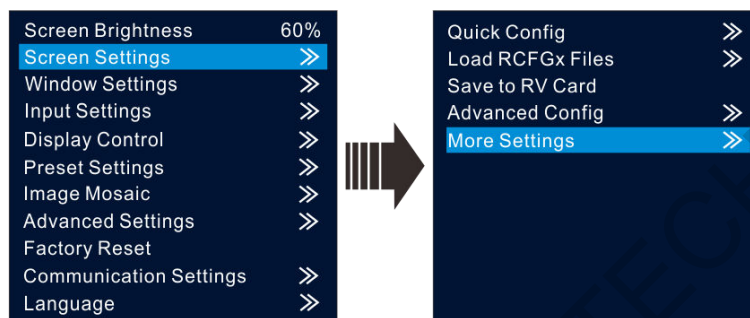 Screen Brightness 60%
Screen Settings
Window Settings
Input Settings
Display Control
Preset Settings
Image Mosaic
Advanced Settings
Factory Reset
Communication Settings
Language
Quick Config
Load RCFGx Files
Save to RV Card
Advanced Config
More Settings